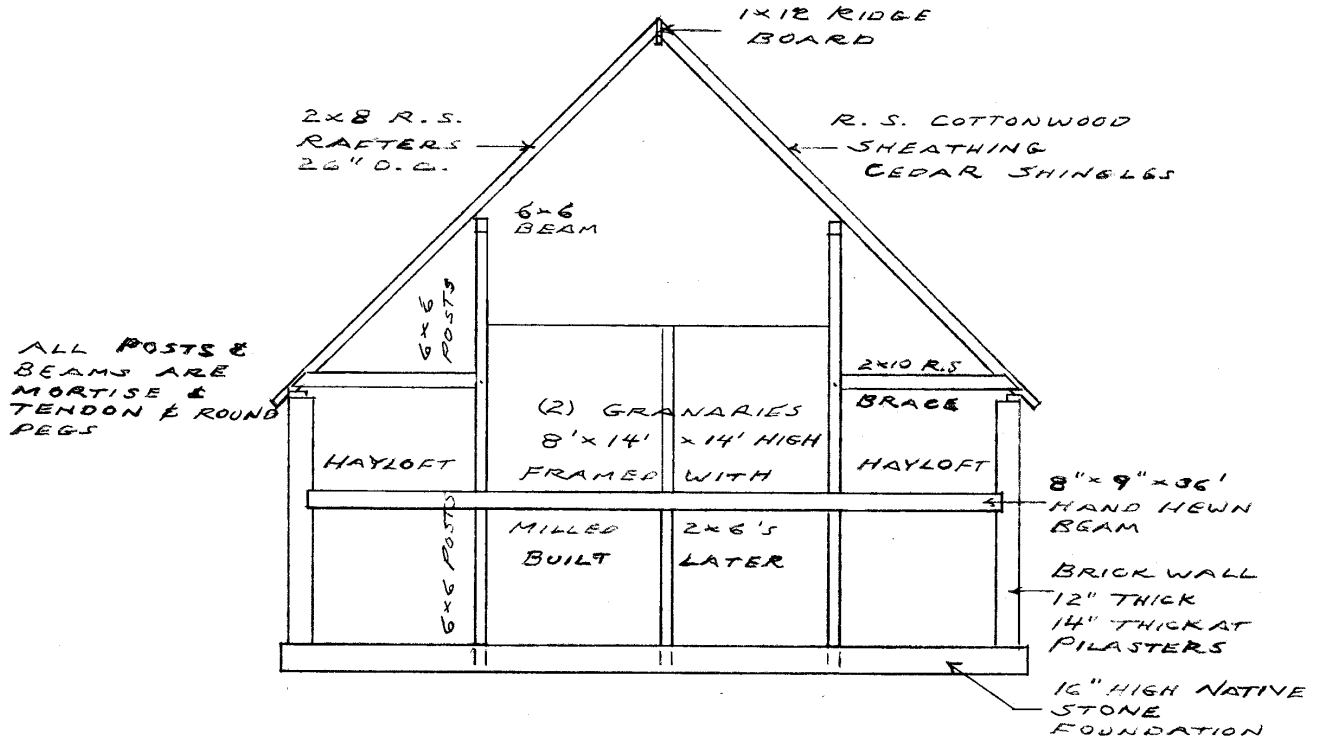 1×12 RIDGE
BOARD
2×8 R.S.
RAFTERS
26" O.C.
R. S. COTTONWOOD
SHEATHING
CEDAR SHINGLES
6×6
BEAM
6×6
POSTS
ALL POSTS &
BEAMS ARE
MORTISE &
TENDON & ROUND
PEGS
2×10 R.S
BRACE
(2) GRANARIES
8'×14' ×14' HIGH
FRAMED WITH
HAYLOFT
HAYLOFT
8"×9"×36'
HAND HEWN
BEAM
6×6 POSTS
MILLED 2×6's
BUILT LATER
BRICK WALL
12" THICK
14" THICK AT
PILASTERS
16" HIGH NATIVE
STONE
FOUNDATION